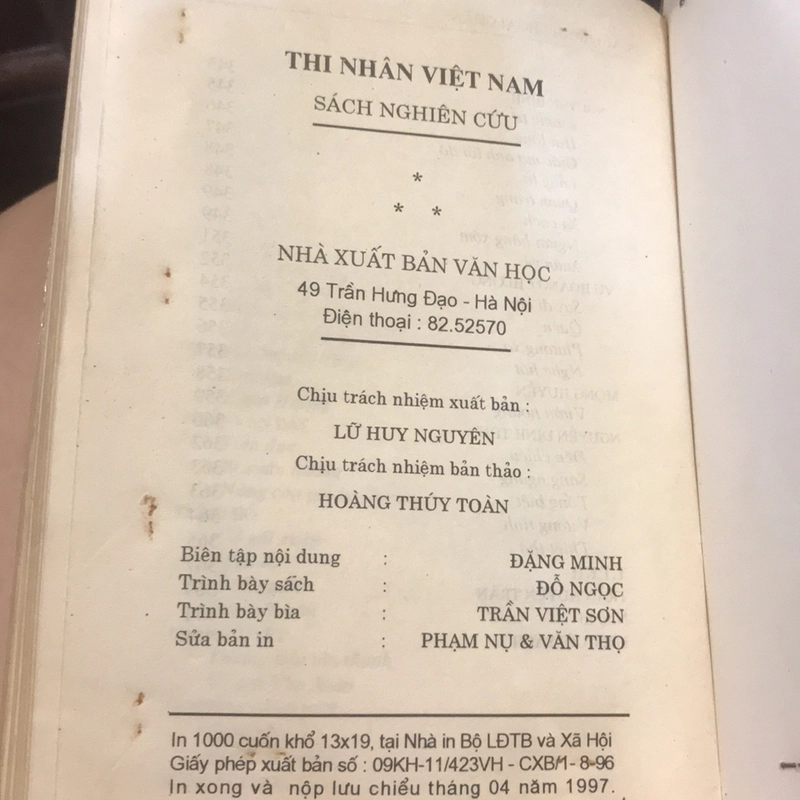 THI NHÂN VIỆT NAM
SÁCH NGHIÊN CỨU
*
* *
NHÀ XUẤT BẢN VĂN HỌC
49 Trần Hưng Đạo - Hà Nội
Điện thoại : 82.52570
Chịu trách nhiệm xuất bản :
LỮ HUY NGUYÊN
Chịu trách nhiệm bản thảo :
HOÀNG THÚY TOÀN
Biên tập nội dung : ĐẶNG MINH
Trình bày sách : ĐỖ NGỌC
Trình bày bìa : TRẦN VIỆT SƠN
Sửa bản in : PHẠM NỤ & VĂN THỌ
In 1000 cuốn khổ 13x19, tại Nhà in Bộ LĐTB và Xã Hội
Giấy phép xuất bản số : 09KH-11/423VH - CXB/1- 8-96
In xong và nộp lưu chiểu tháng 04 năm 1997.